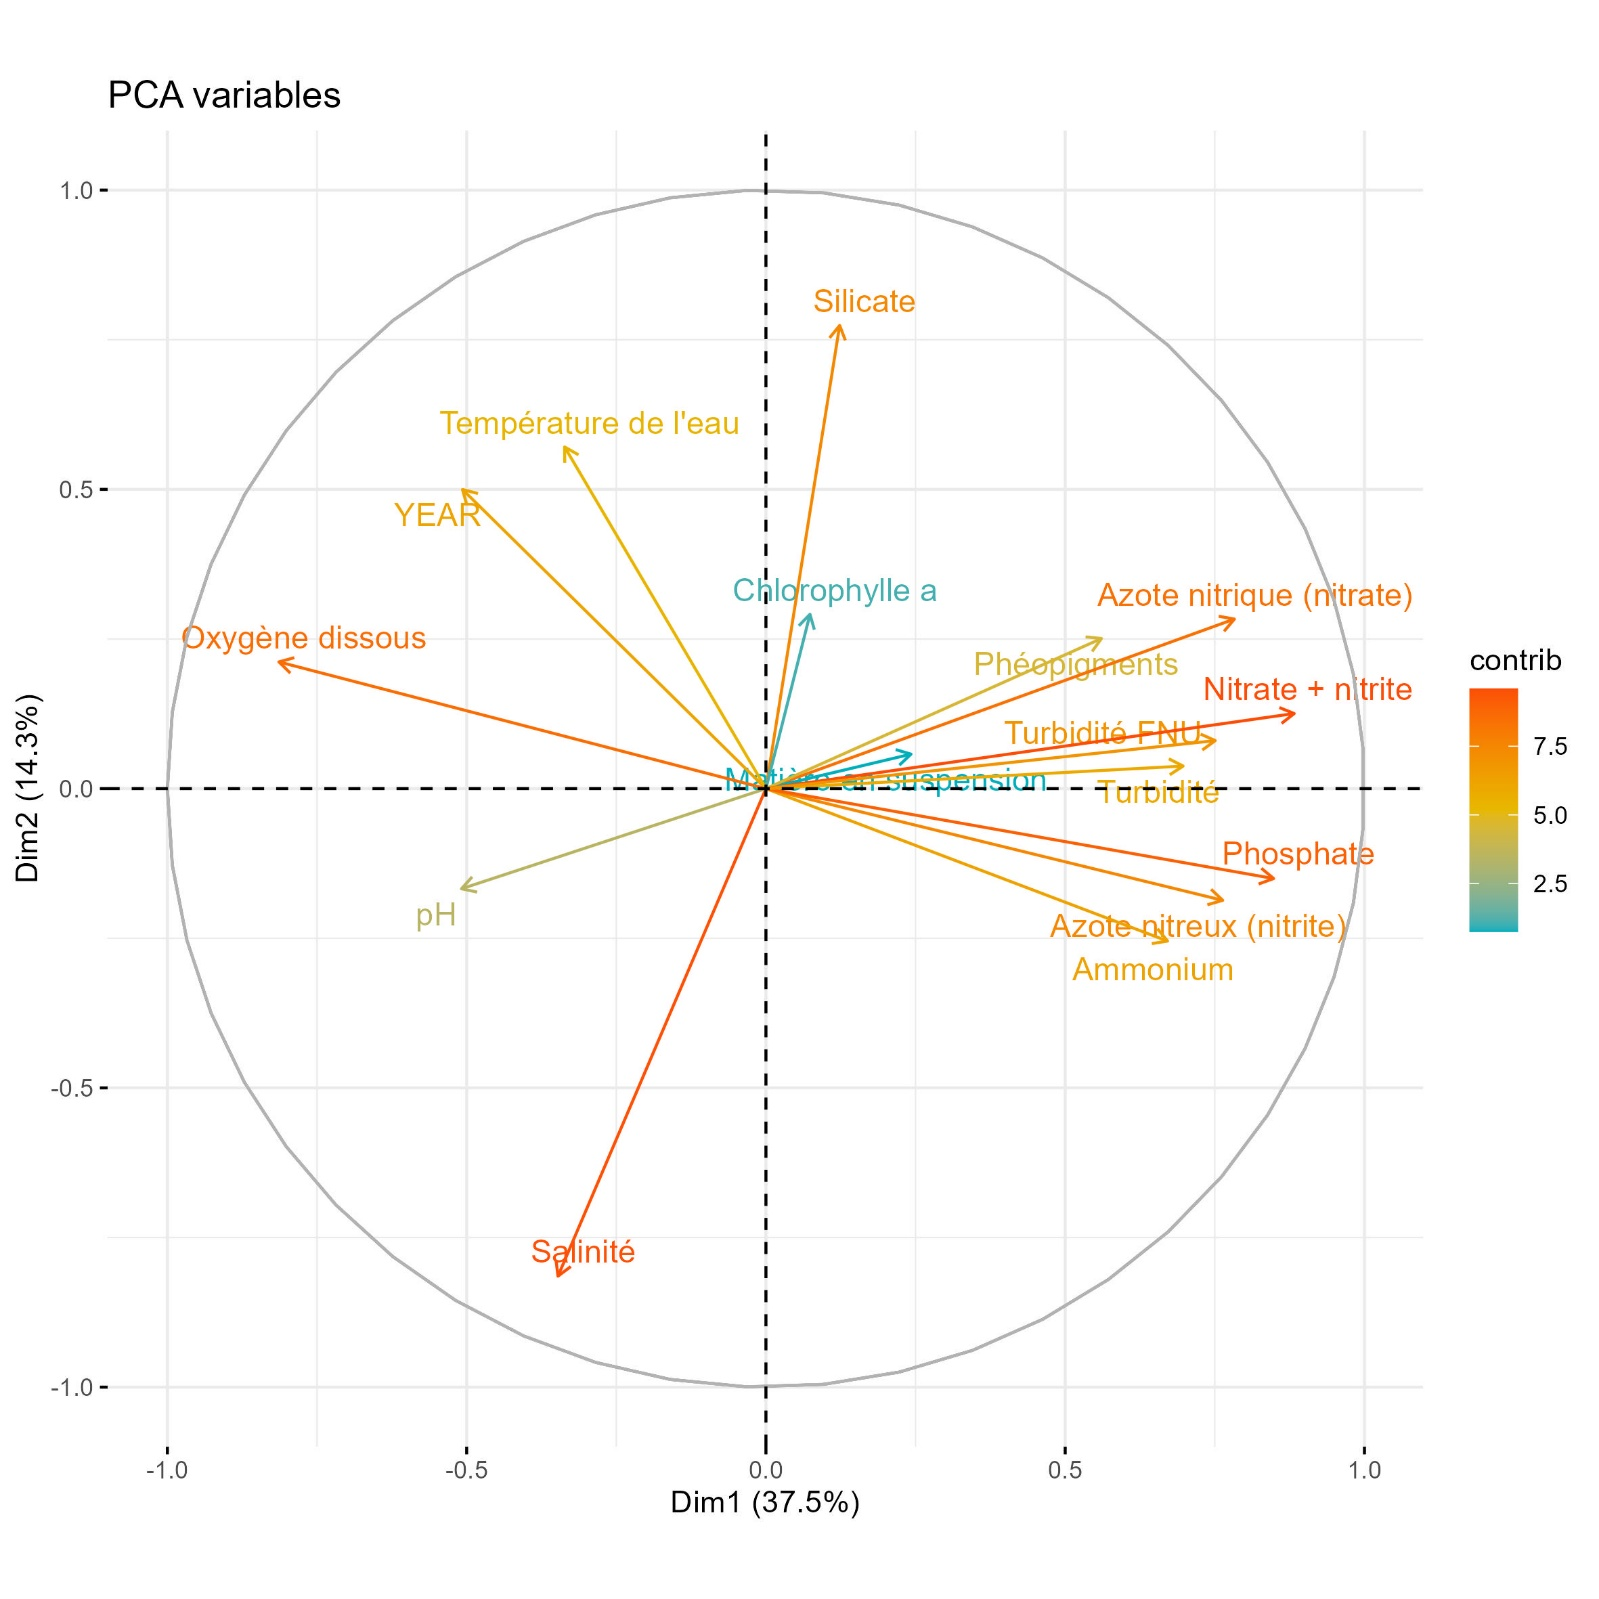 PCA variables
1.0
Silicate
Température de l'eau
0.5
YEAR
Chlorophylle a
Azote nitrique (nitrate)
Oxygène dissous
Phéopigments
contrib
Nitrate + nitrite
Turbidité FNU
7.5
Matière en suspension
Turbidité
0.0
5.0
Dim2 (14.3%)
Phosphate
2.5
pH
Azote nitreux (nitrite)
Ammonium
-0.5
Salinité
-1.0
-1.0 -0.5 0.0 0.5 1.0
Dim1 (37.5%)